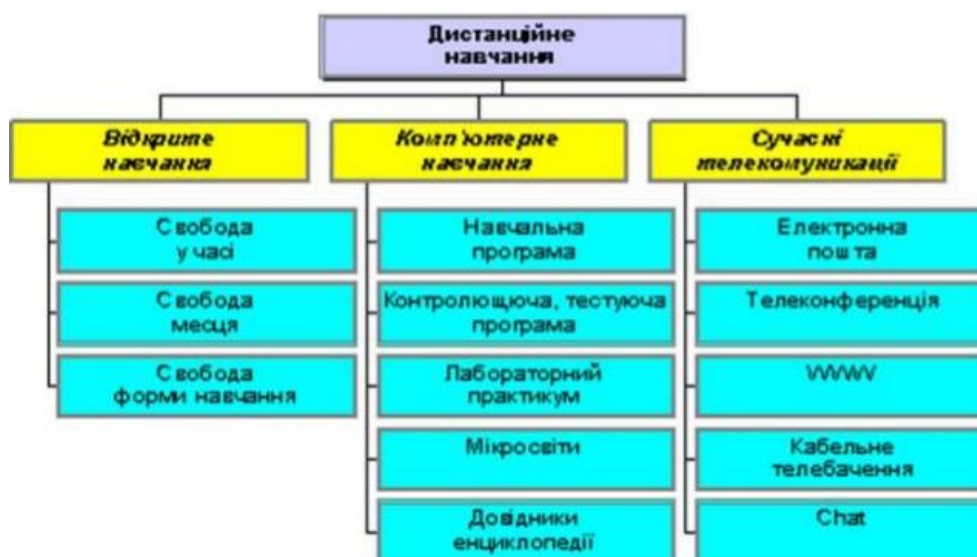 Дистанційне
навчання
Відкрите
навчання
Комп'ютерне
навчання
Сучасні
телекомуникації
Свобода
у часі
Свобода
месця
Свобода
форми навчання
Навчальна
програма
Контролююча, тестуюча
програма
Лабораторний
практикум
Мікросвіти
Довідники
енциклопедії
Електронна
пошта
Телеконференція
WWW
Кабельне
телебачення
Chat